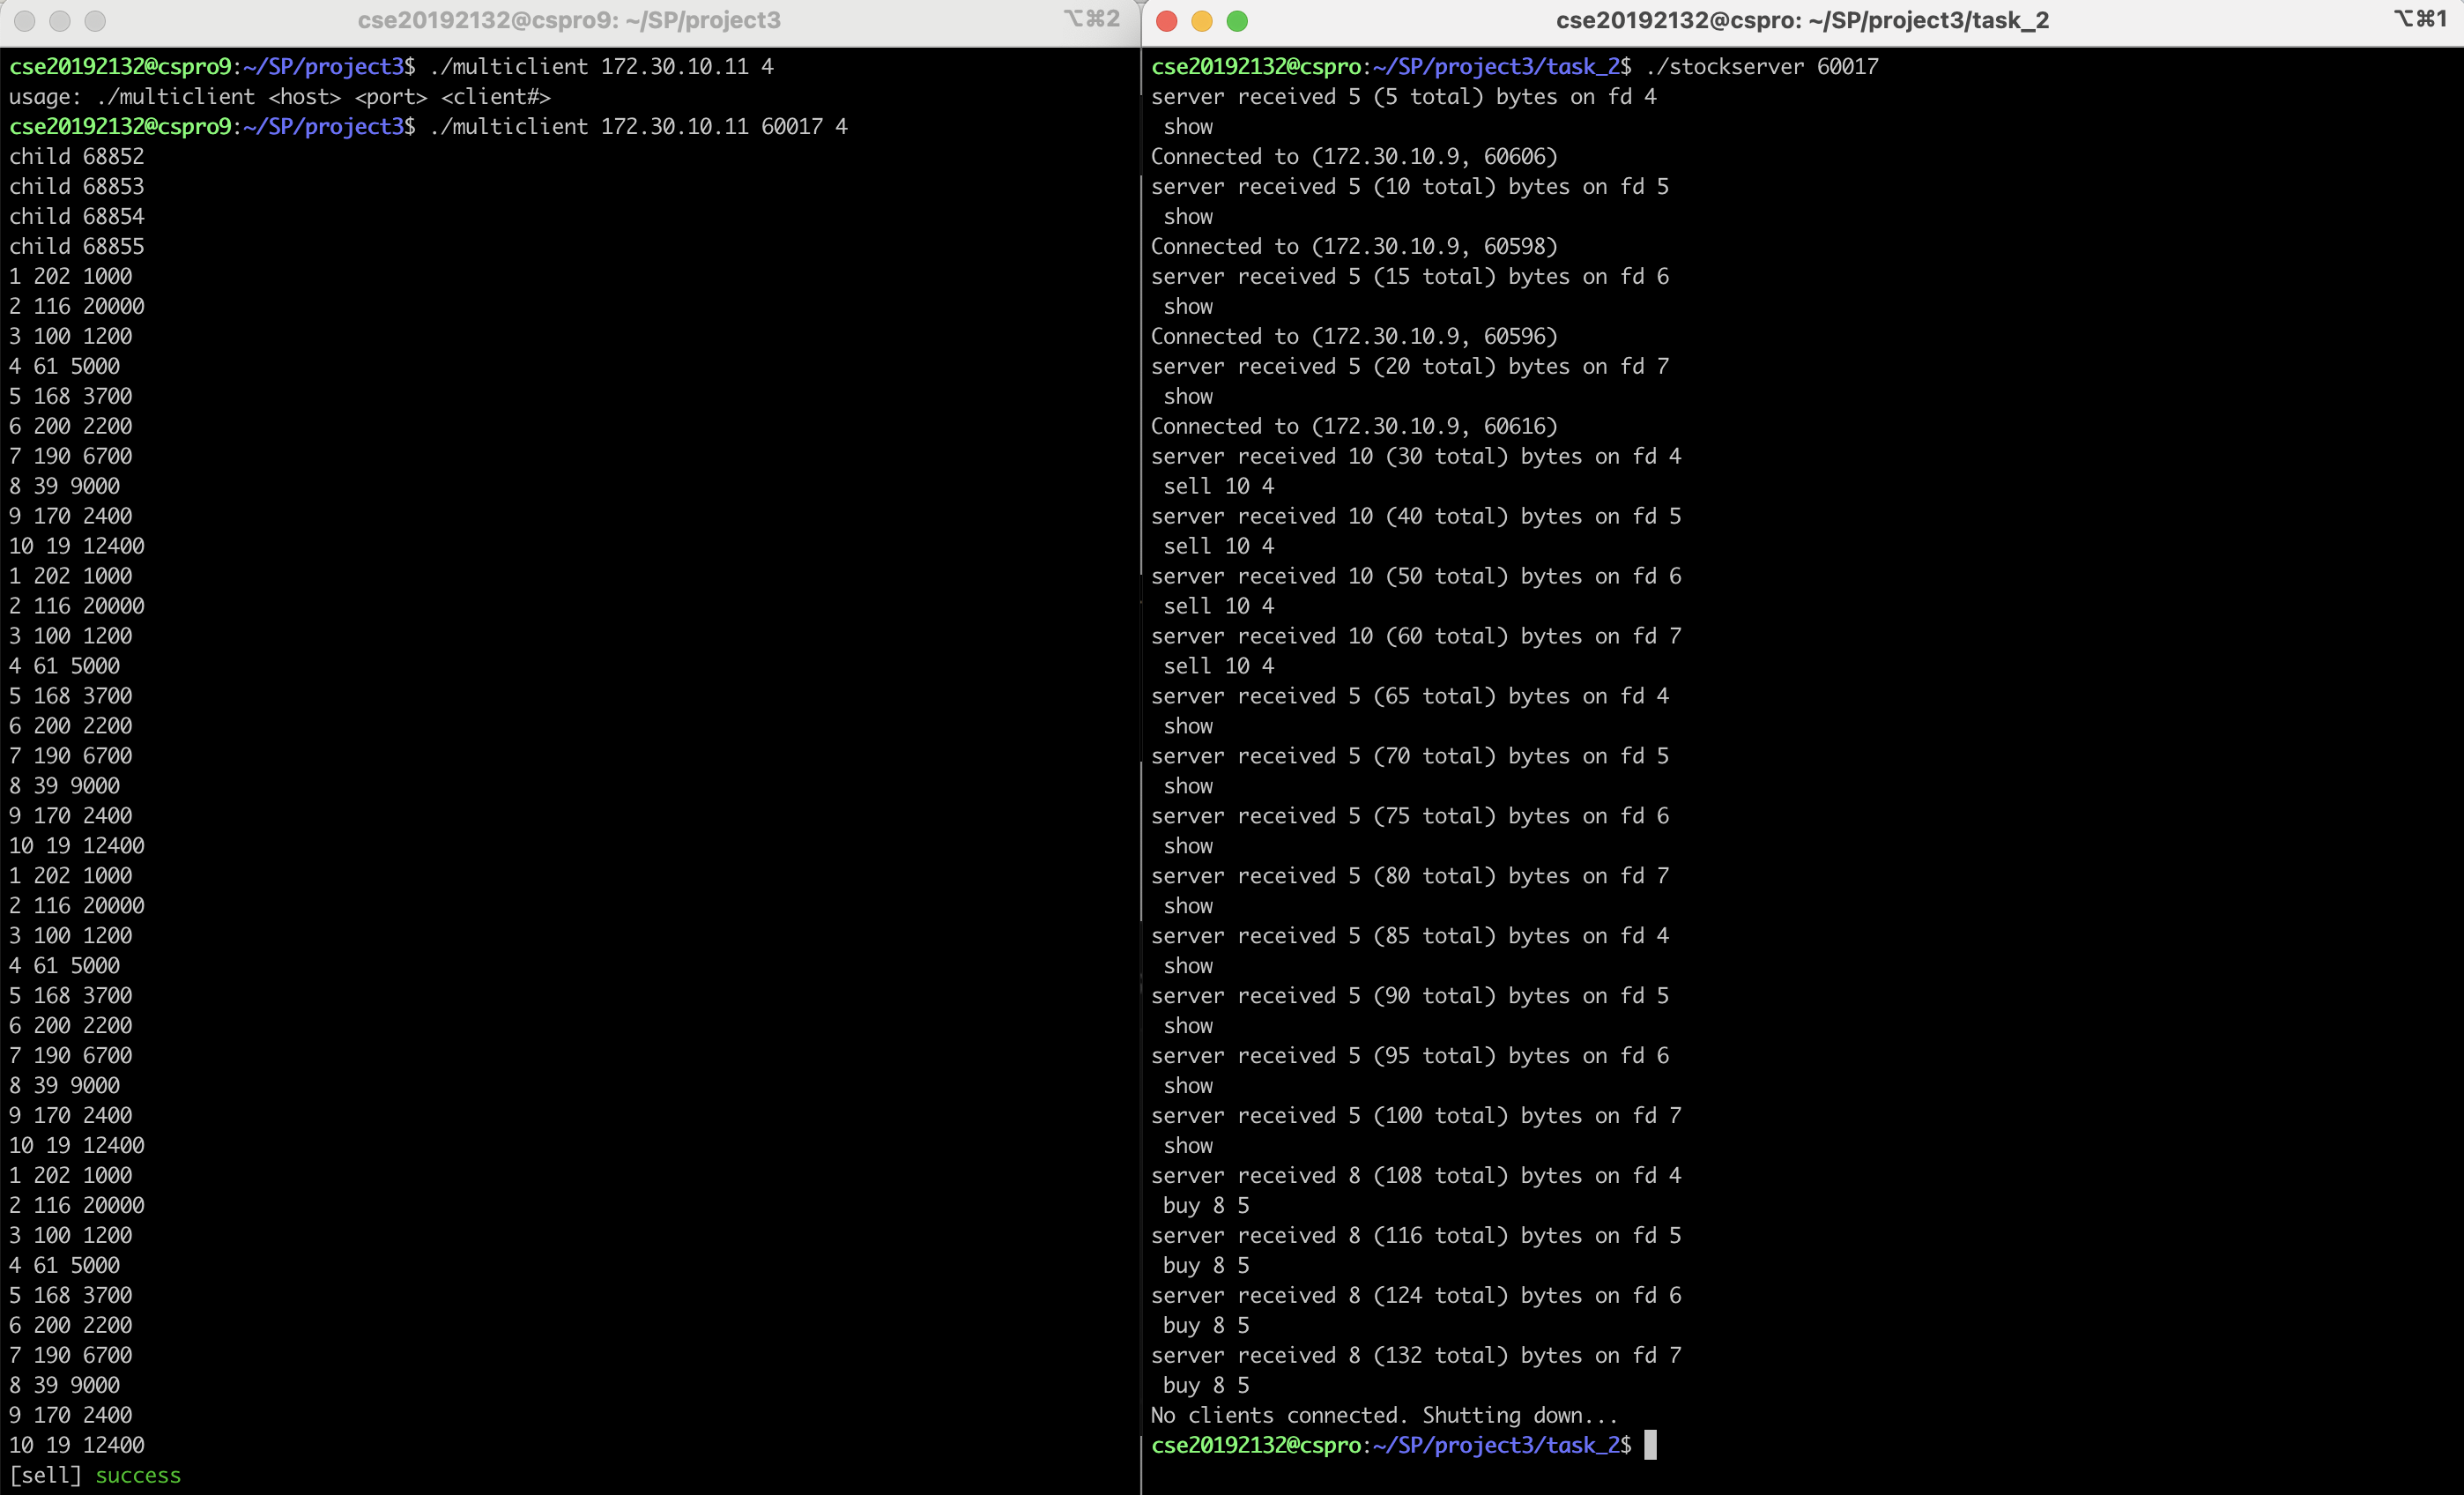 cse20192132@cspro9: ~/SP/project3
⌥⌘2
cse20192132@cspro9:~/SP/project3$ ./multiclient 172.30.10.11 4
usage: ./multiclient <host> <port> <client#>
cse20192132@cspro9:~/SP/project3$ ./multiclient 172.30.10.11 60017 4
child 68852
child 68853
child 68854
child 68855
1 202 1000
2 116 20000
3 100 1200
4 61 5000
5 168 3700
6 200 2200
7 190 6700
8 39 9000
9 170 2400
10 19 12400
1 202 1000
2 116 20000
3 100 1200
4 61 5000
5 168 3700
6 200 2200
7 190 6700
8 39 9000
9 170 2400
10 19 12400
1 202 1000
2 116 20000
3 100 1200
4 61 5000
5 168 3700
6 200 2200
7 190 6700
8 39 9000
9 170 2400
10 19 12400
1 202 1000
2 116 20000
3 100 1200
4 61 5000
5 168 3700
6 200 2200
7 190 6700
8 39 9000
9 170 2400
10 19 12400
[sell] success
cse20192132@cspro: ~/SP/project3/task_2
⌥⌘1
cse20192132@cspro:~/SP/project3/task_2$ ./stockserver 60017
server received 5 (5 total) bytes on fd 4
show
Connected to (172.30.10.9, 60606)
server received 5 (10 total) bytes on fd 5
show
Connected to (172.30.10.9, 60598)
server received 5 (15 total) bytes on fd 6
show
Connected to (172.30.10.9, 60596)
server received 5 (20 total) bytes on fd 7
show
Connected to (172.30.10.9, 60616)
server received 10 (30 total) bytes on fd 4
sell 10 4
server received 10 (40 total) bytes on fd 5
sell 10 4
server received 10 (50 total) bytes on fd 6
sell 10 4
server received 10 (60 total) bytes on fd 7
sell 10 4
server received 5 (65 total) bytes on fd 4
show
server received 5 (70 total) bytes on fd 5
show
server received 5 (75 total) bytes on fd 6
show
server received 5 (80 total) bytes on fd 7
show
server received 5 (85 total) bytes on fd 4
show
server received 5 (90 total) bytes on fd 5
show
server received 5 (95 total) bytes on fd 6
show
server received 5 (100 total) bytes on fd 7
show
server received 8 (108 total) bytes on fd 4
buy 8 5
server received 8 (116 total) bytes on fd 5
buy 8 5
server received 8 (124 total) bytes on fd 6
buy 8 5
server received 8 (132 total) bytes on fd 7
buy 8 5
No clients connected. Shutting down...
cse20192132@cspro:~/SP/project3/task_2$